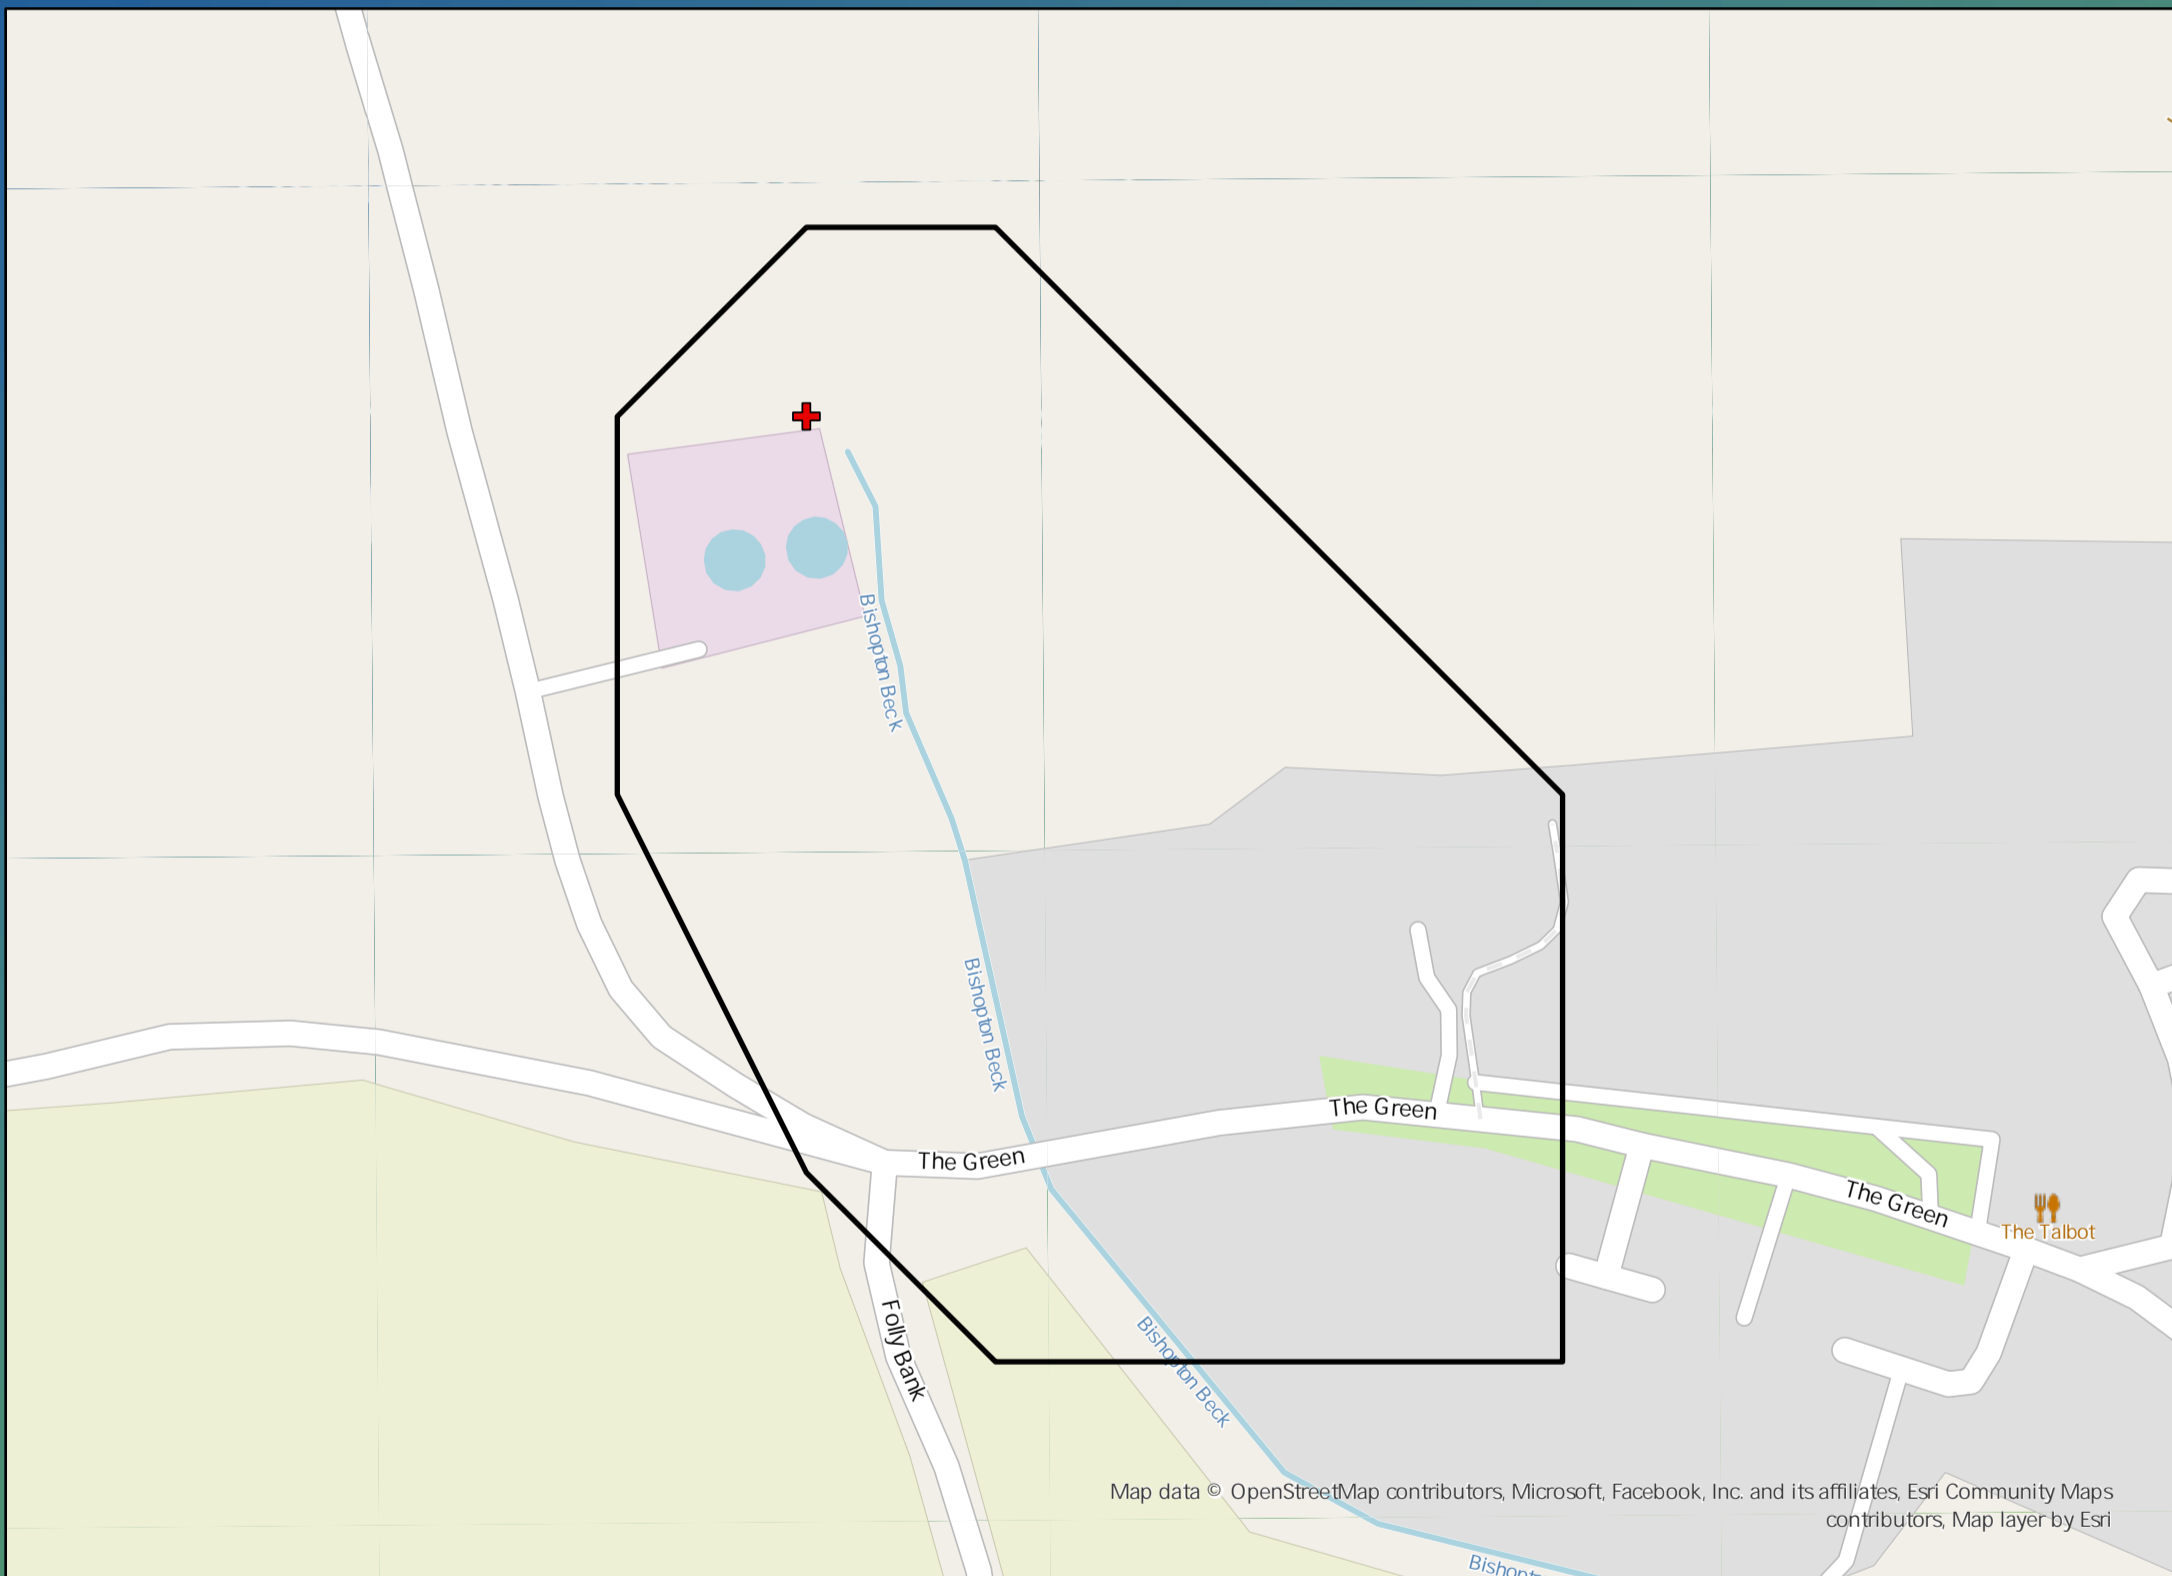 Bishopton Beck
Bishopton Beck
The Green
The Green
The Green
The Talbot
Folly Bank
Bishopton Beck
Map data © OpenStreetMap contributors, Microsoft, Facebook, Inc. and its affiliates, Esri Community Maps
contributors, Map layer by Esri
Bishopt